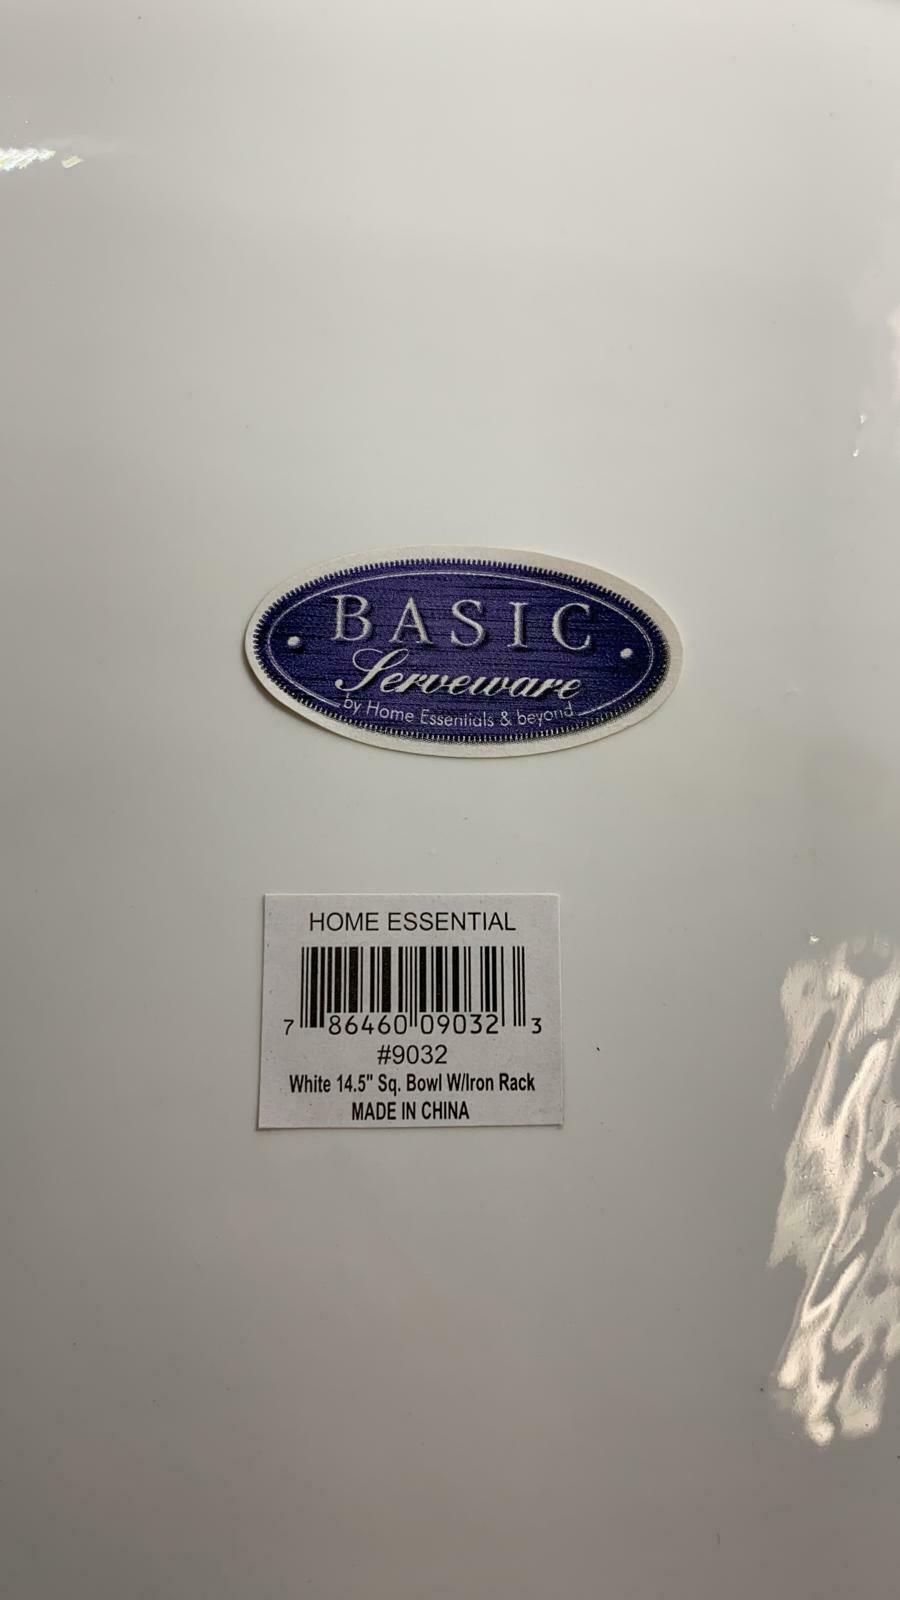 BASIC
Serveware
by Home Essentials & beyond
HOME ESSENTIAL
7 86460 09032 3
#9032
White 14.5" Sq. Bowl W/Iron Rack
MADE IN CHINA